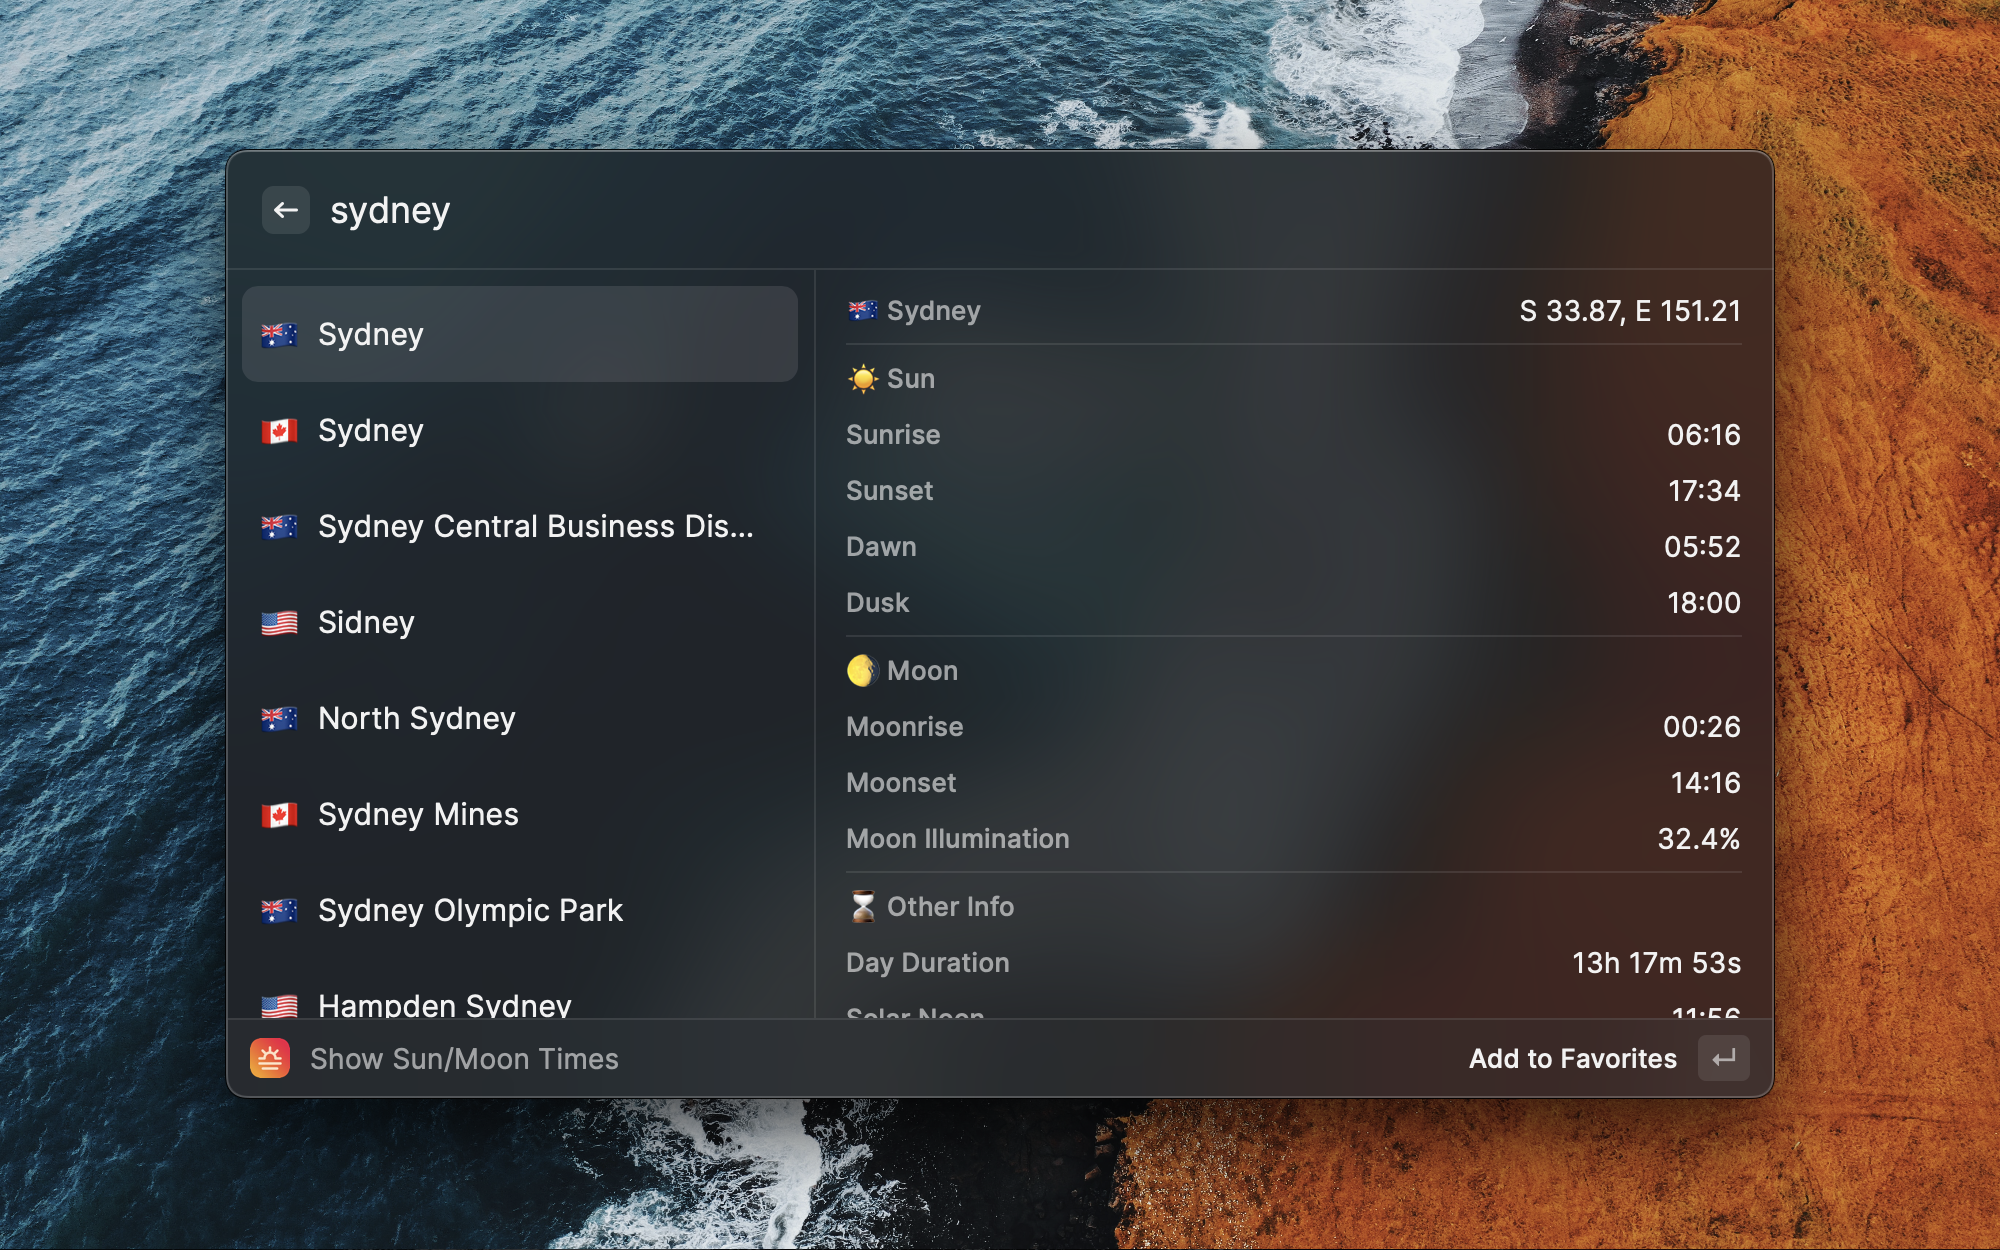 sydney
Sydney
Sydney
Sydney Central Business Dis...
Sidney
North Sydney
Sydney Mines
Sydney Olympic Park
Hampden Sydney
Sydney S 33.87, E 151.21
Sun
Sunrise 06:16
Sunset 17:34
Dawn 05:52
Dusk 18:00
Moon
Moonrise 00:26
Moonset 14:16
Moon Illumination 32.4%
Other Info
Day Duration 13h 17m 53s
Solar Noon 11:56
Show Sun/Moon Times
Add to Favorites